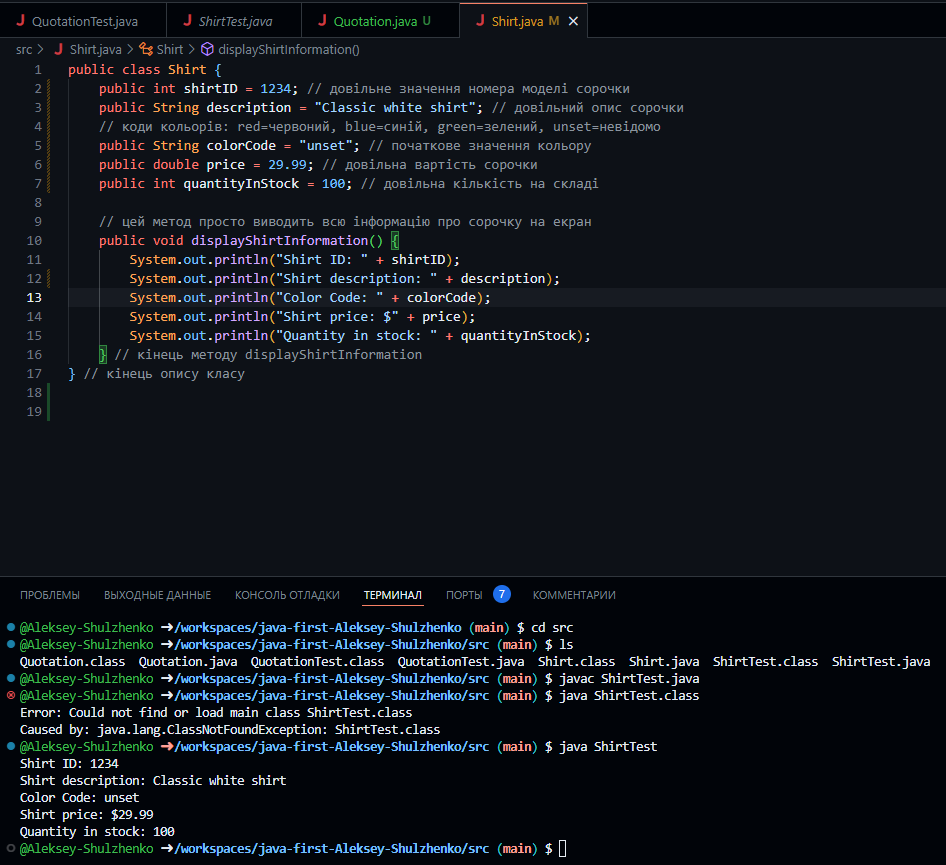 QuotationTest.java ShirtTest.java Quotation.java U Shirt.java M
src > Shirt.java > Shirt > displayShirtInformation()
1 public class Shirt {
2 public int shirtID = 1234; // довільне значення номера моделі сорочки
3 public String description = "Classic white shirt"; // довільний опис сорочки
4 // коди кольорів: red=червоний, blue=синій, green=зелений, unset=невідомо
5 public String colorCode = "unset"; // початкове значення кольору
6 public double price = 29.99; // довільна вартість сорочки
7 public int quantityInStock = 100; // довільна кількість на складі
8
9 // цей метод просто виводить всю інформацію про сорочку на екран
10 public void displayShirtInformation() {
11 System.out.println("Shirt ID: " + shirtID);
12 System.out.println("Shirt description: " + description);
13 System.out.println("Color Code: " + colorCode);
14 System.out.println("Shirt price: $" + price);
15 System.out.println("Quantity in stock: " + quantityInStock);
16 } // кінець методу displayShirtInformation
17 } // кінець опису класу
18
19
ПРОБЛЕМЫ ВЫХОДНЫЕ ДАННЫЕ КОНСОЛЬ ОТЛАДКИ ТЕРМИНАЛ ПОРТЫ 7 КОММЕНТАРИИ
@Aleksey-Shulzhenko ➜/workspaces/java-first-Aleksey-Shulzhenko (main) $ cd src
@Aleksey-Shulzhenko ➜/workspaces/java-first-Aleksey-Shulzhenko/src (main) $ ls
Quotation.class Quotation.java QuotationTest.class QuotationTest.java Shirt.class Shirt.java ShirtTest.class ShirtTest.java
@Aleksey-Shulzhenko ➜/workspaces/java-first-Aleksey-Shulzhenko/src (main) $ javac ShirtTest.java
@Aleksey-Shulzhenko ➜/workspaces/java-first-Aleksey-Shulzhenko/src (main) $ java ShirtTest.class
Error: Could not find or load main class ShirtTest.class
Caused by: java.lang.ClassNotFoundException: ShirtTest.class
@Aleksey-Shulzhenko ➜/workspaces/java-first-Aleksey-Shulzhenko/src (main) $ java ShirtTest
Shirt ID: 1234
Shirt description: Classic white shirt
Color Code: unset
Shirt price: $29.99
Quantity in stock: 100
@Aleksey-Shulzhenko ➜/workspaces/java-first-Aleksey-Shulzhenko/src (main) $